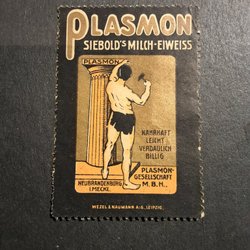 PLASMON
SIEBOLD'S MILCH-EIWEISS
PLASMON
NAHRHAFT
LEICHT
VERDAULICH
BILLIG
PLASMON-
GESELLSCHAFT
M.B.H..
NEUBRANDENBURG
I./MECKL.
WEZEL & NAUMANN A.G. LEIPZIG.